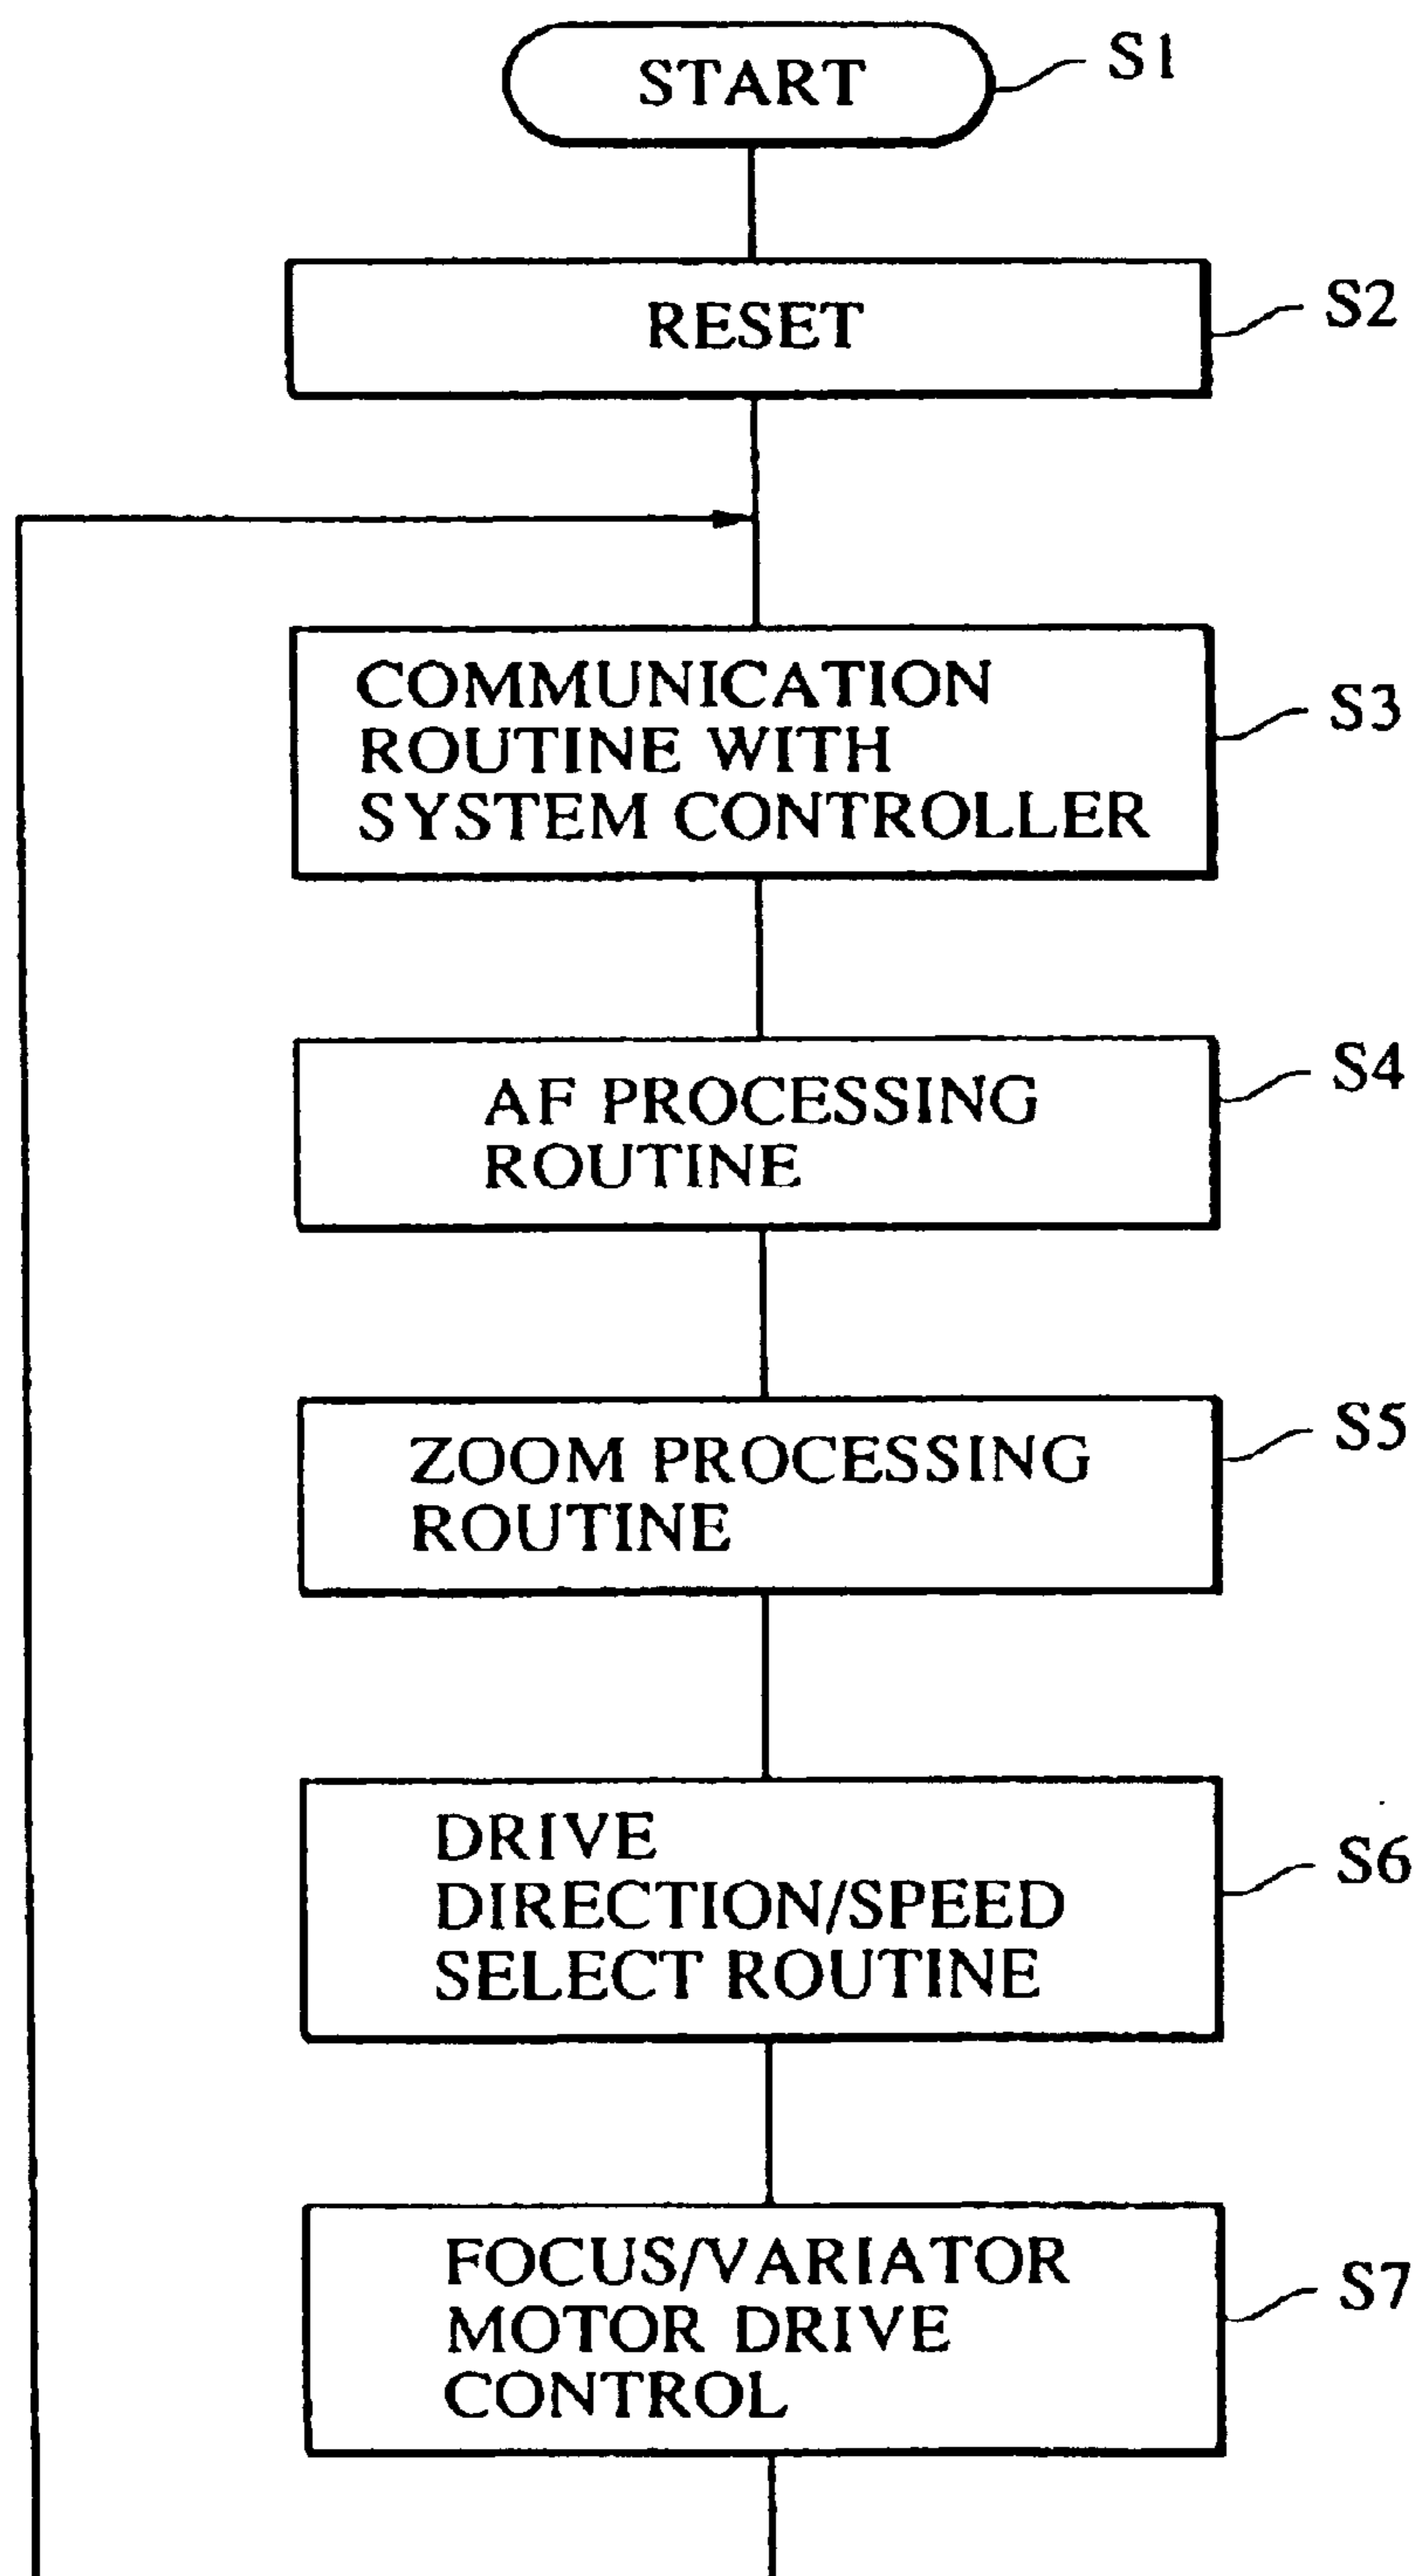 START
S1
RESET
S2
COMMUNICATION
ROUTINE WITH
SYSTEM CONTROLLER
S3
AF PROCESSING
ROUTINE
S4
ZOOM PROCESSING
ROUTINE
S5
DRIVE
DIRECTION/SPEED
SELECT ROUTINE
S6
FOCUS/VARIATOR
MOTOR DRIVE
CONTROL
S7